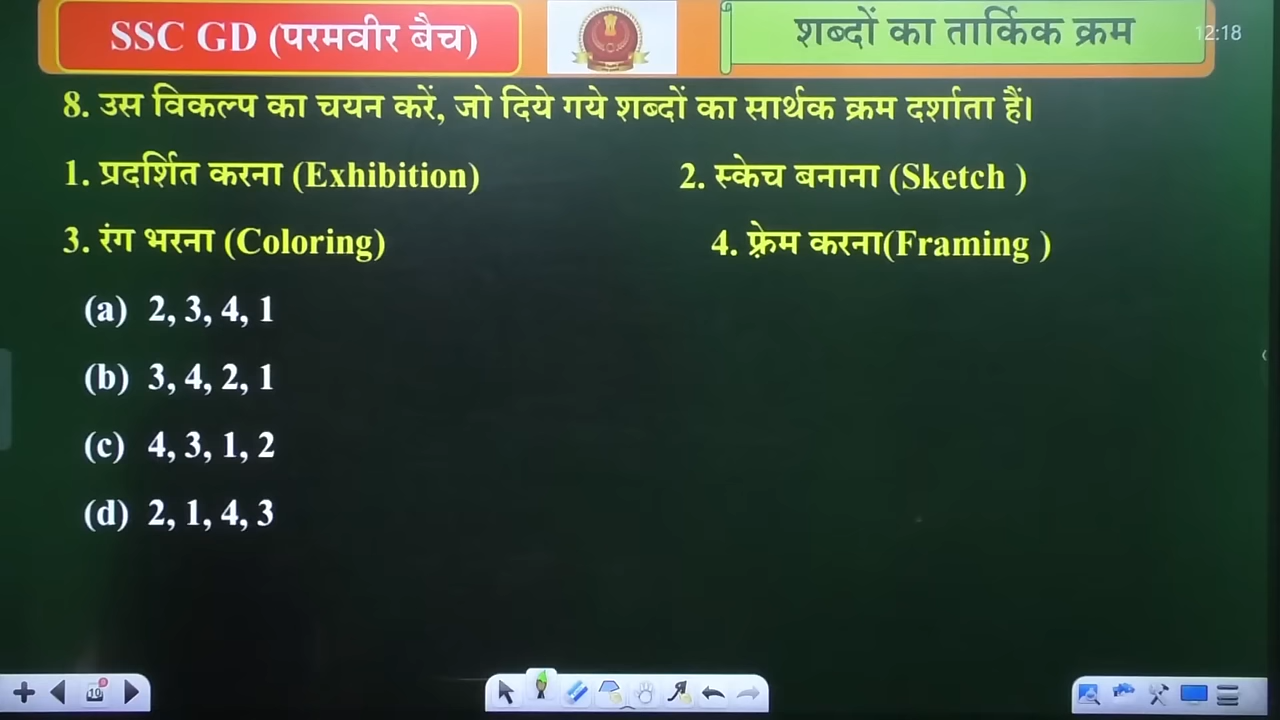 SSC GD (परमवीर बैच)
शब्दों का तार्किक क्रम
12:18
8. उस विकल्प का चयन करें, जो दिये गये शब्दों का सार्थक क्रम दर्शाता हैं।
1. प्रदर्शित करना (Exhibition)
2. स्केच बनाना (Sketch )
3. रंग भरना (Coloring)
4. फ़्रेम करना(Framing )
(a) 2, 3, 4, 1
(b) 3, 4, 2, 1
(c) 4, 3, 1, 2
(d) 2, 1, 4, 3
10